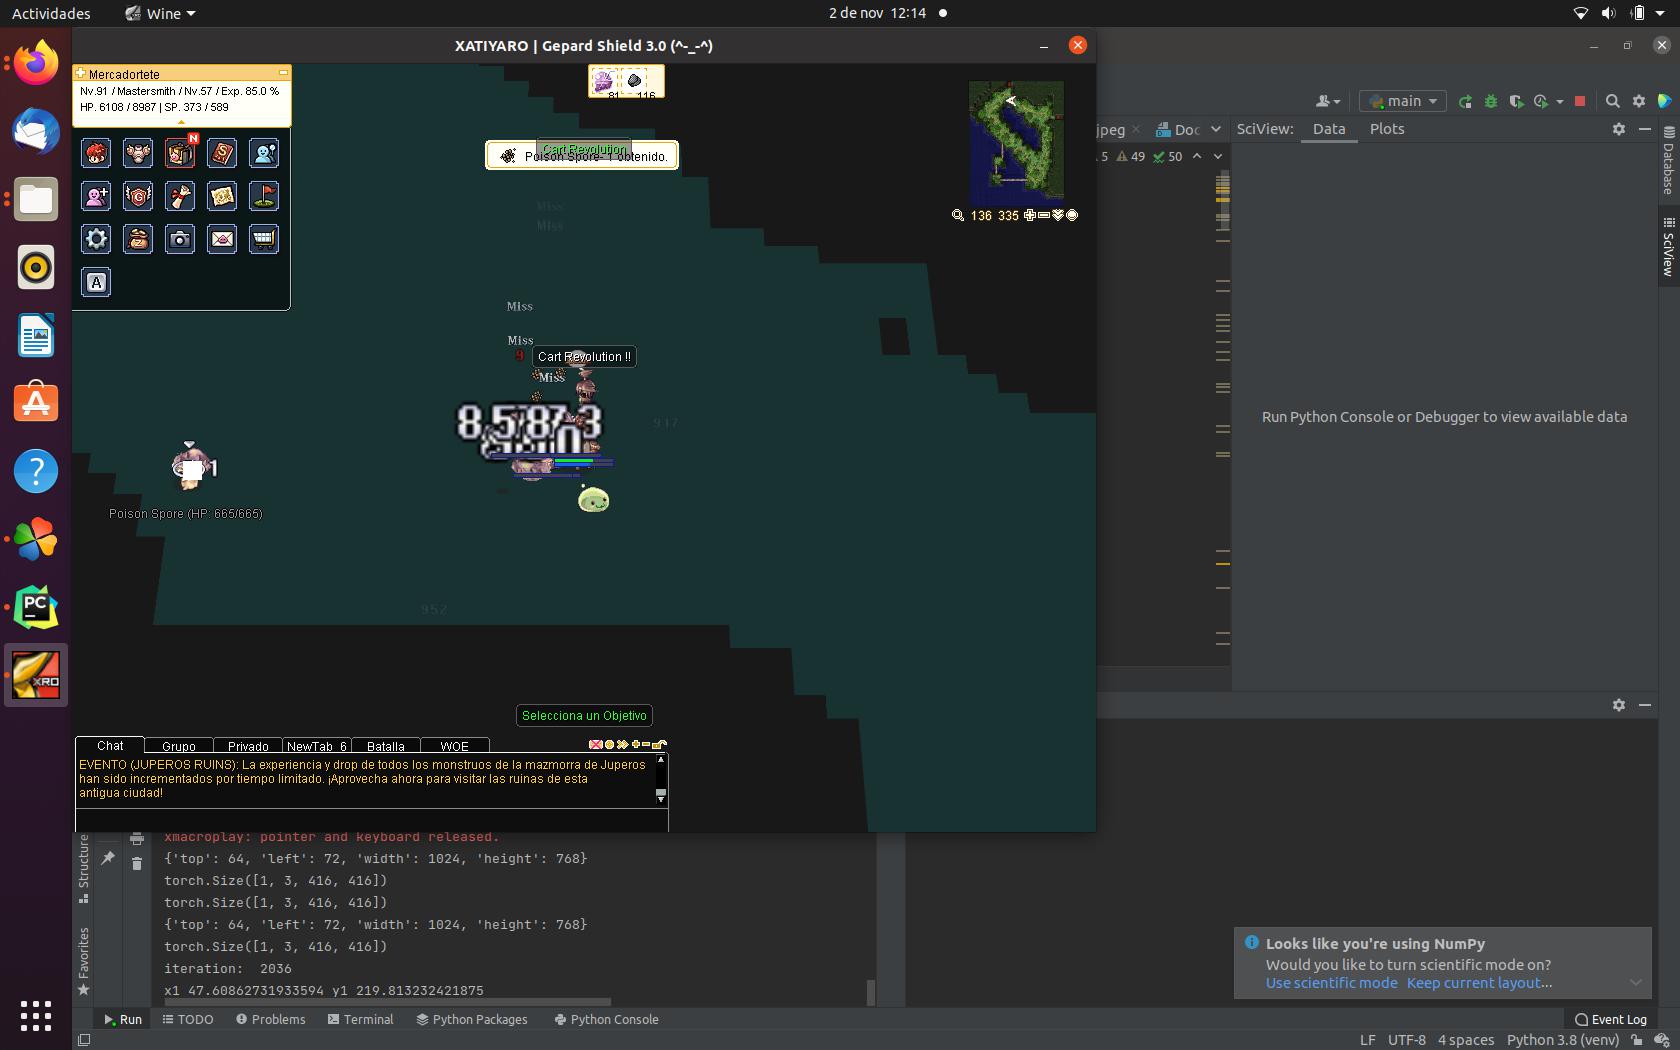 Actividades
Wine
2 de nov 12:14
XATIYARO | Gepard Shield 3.0 (^-_-^)
Mercadortete
Nv.91 / Mastersmith / Nv.57 / Exp. 85.0 %
HP. 6108 / 8987 | SP. 373 / 589
N
A
81 116
Cart Revolution
Poison Spore- 1 obtenido.
136 335
Miss
Miss
Miss
Miss
9
Cart Revolution !!
Miss
917
1
Poison Spore (HP: 665/665)
952
Selecciona un Objetivo
Chat
Grupo
Privado
NewTab_6
Batalla
WOE
EVENTO (JUPEROS RUINS): La experiencia y drop de todos los monstruos de la mazmorra de Juperos
han sido incrementados por tiempo limitado. ¡Aprovecha ahora para visitar las ruinas de esta
antigua ciudad!
main
jpeg
Doc
SciView:
Data
Plots
5 49 50
Database
SciView
Run Python Console or Debugger to view available data
PC
XRO
xmacroplay: pointer and keyboard released.
{'top': 64, 'left': 72, 'width': 1024, 'height': 768}
torch.Size([1, 3, 416, 416])
torch.Size([1, 3, 416, 416])
{'top': 64, 'left': 72, 'width': 1024, 'height': 768}
torch.Size([1, 3, 416, 416])
iteration:  2036
x1 47.60862731933594 y1 219.813232421875
Structure
Favorites
Looks like you're using NumPy
Would you like to turn scientific mode on?
Use scientific mode Keep current layout...
Run
TODO
Problems
Terminal
Python Packages
Python Console
Event Log
LF UTF-8 4 spaces Python 3.8 (venv)